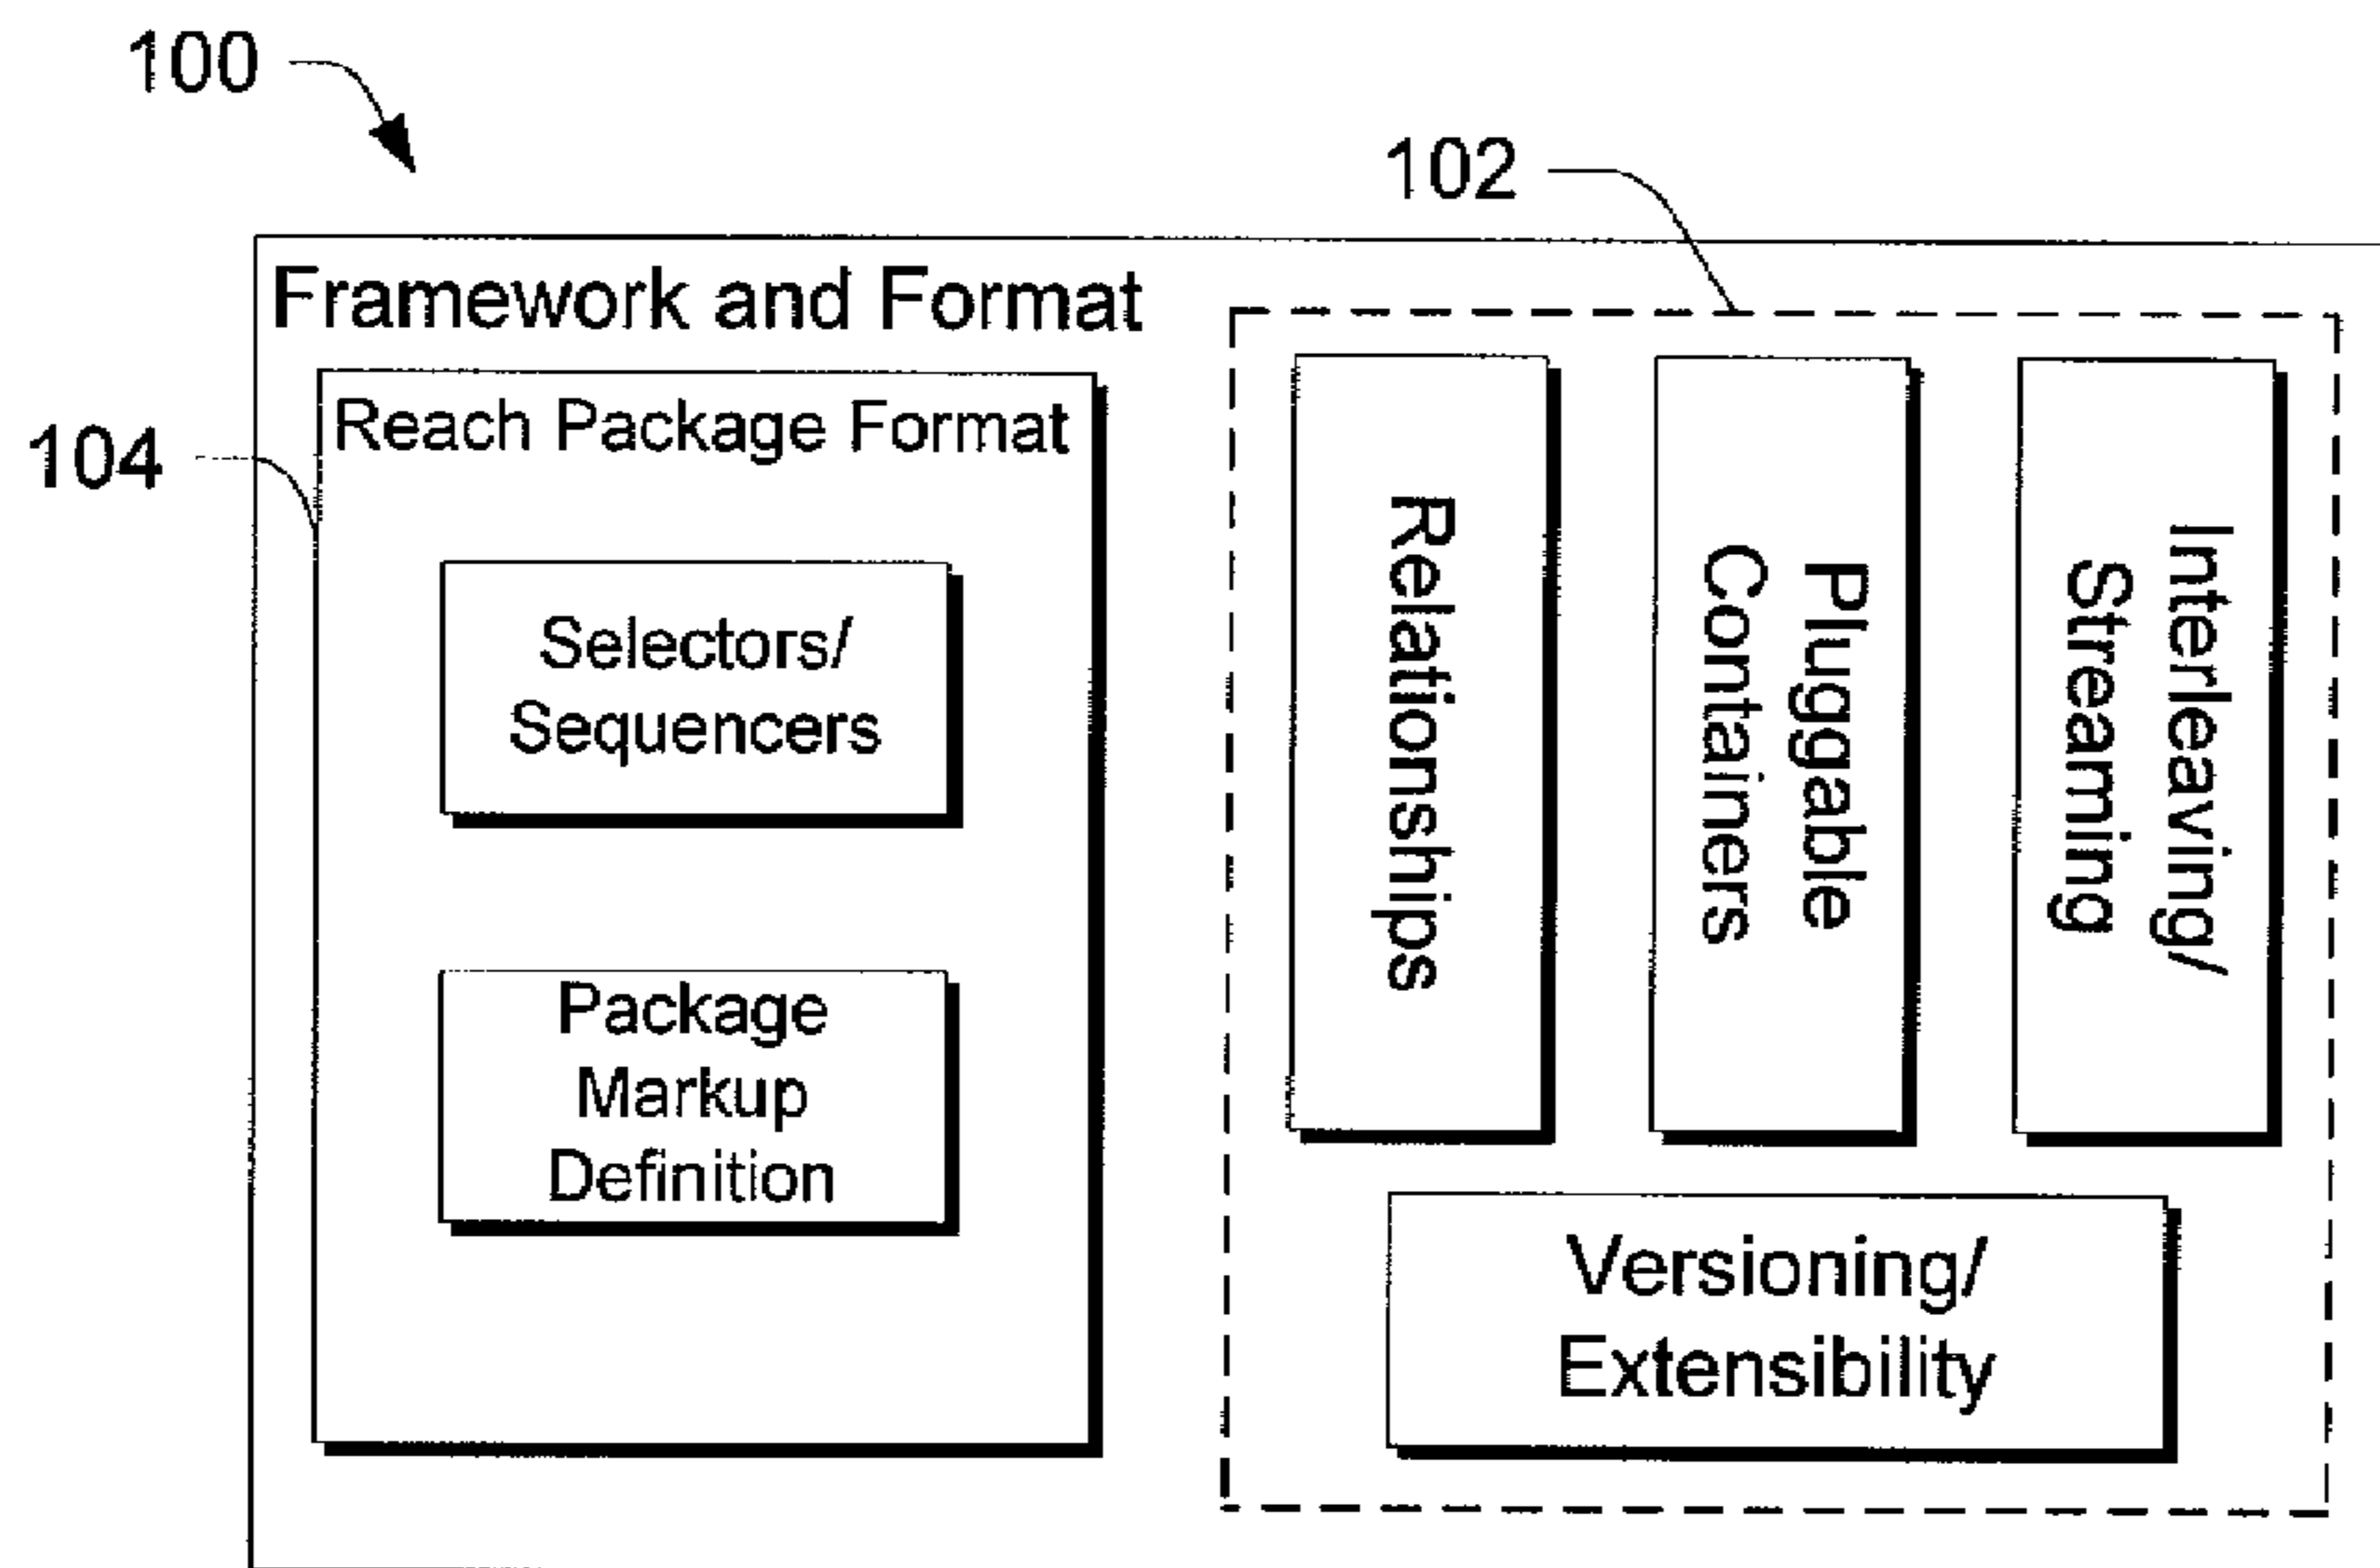 100
102
Framework and Format
Reach Package Format
104
Selectors/
Sequencers
Package
Markup
Definition
Relationships
Pluggable
Containers
Interleaving/
Streaming
Versioning/
Extensibility